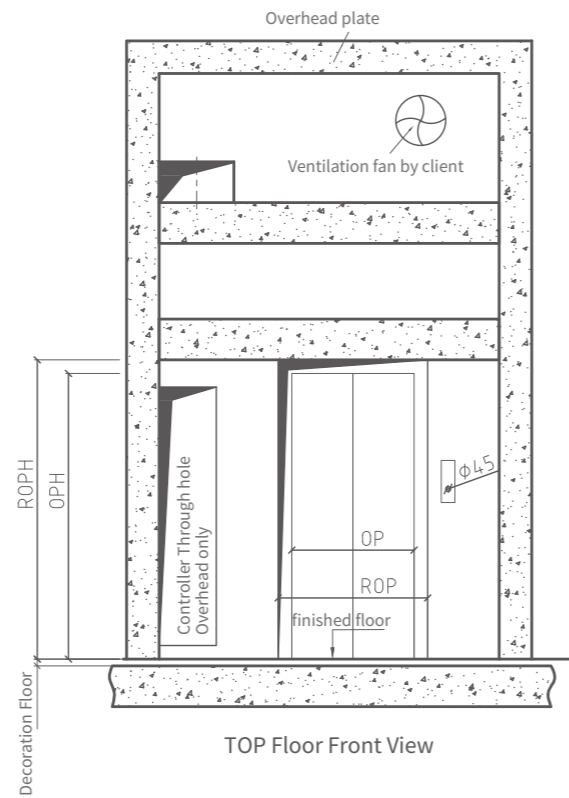 Overhead plate
Ventilation fan by client
ROPH
OPH
Controller Through hole
Overhead only
Φ45
OP
ROP
finished floor
Decoration Floor
TOP Floor Front View